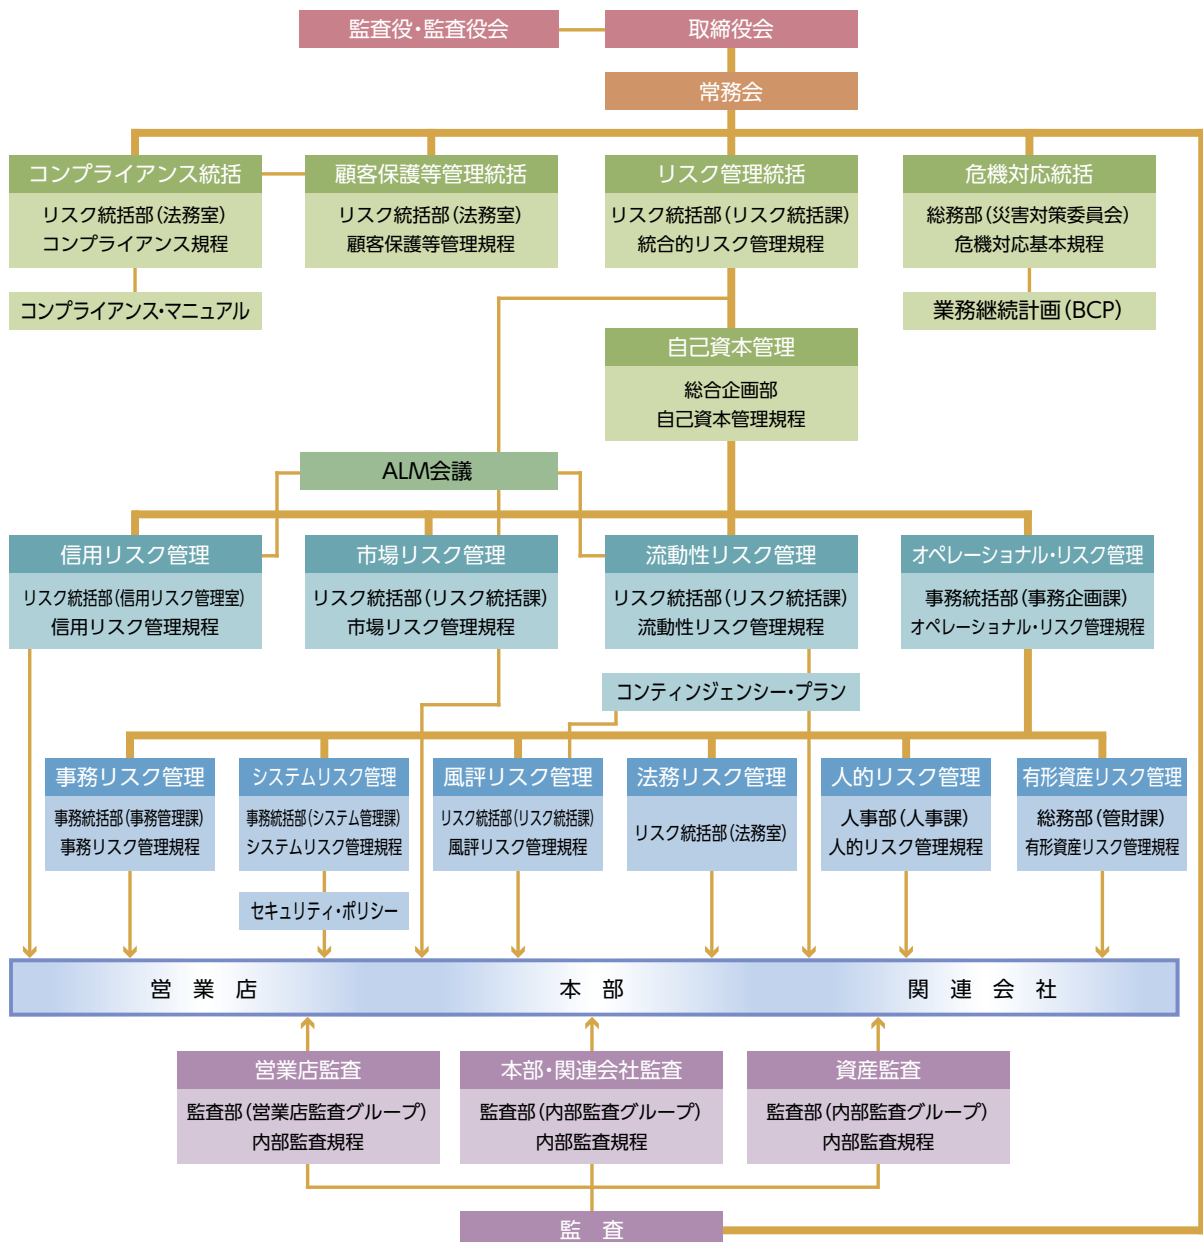 監査役・監査役会
取締役会
常務会
コンプライアンス統括
リスク統括部(法務室)
コンプライアンス規程
コンプライアンス・マニュアル
顧客保護等管理統括
リスク統括部(法務室)
顧客保護等管理規程
リスク管理統括
リスク統括部(リスク統括課)
統合的リスク管理規程
危機対応統括
総務部(災害対策委員会)
危機対応基本規程
業務継続計画(BCP)
自己資本管理
総合企画部
自己資本管理規程
ALM会議
信用リスク管理
リスク統括部(信用リスク管理室)
信用リスク管理規程
市場リスク管理
リスク統括部(リスク統括課)
市場リスク管理規程
流動性リスク管理
リスク統括部(リスク統括課)
流動性リスク管理規程
オペレーショナル・リスク管理
事務統括部(事務企画課)
オペレーショナル・リスク管理規程
コンティンジェンシー・プラン
事務リスク管理
事務統括部(事務管理課)
事務リスク管理規程
システムリスク管理
事務統括部(システム管理課)
システムリスク管理規程
セキュリティ・ポリシー
風評リスク管理
リスク統括部(リスク統括課)
風評リスク管理規程
法務リスク管理
リスク統括部(法務室)
人的リスク管理
人事部(人事課)
人的リスク管理規程
有形資産リスク管理
総務部(管財課)
有形資産リスク管理規程
営業店
本部
関連会社
営業店監査
監査部(営業店監査グループ)
内部監査規程
本部・関連会社監査
監査部(内部監査グループ)
内部監査規程
資産監査
監査部(内部監査グループ)
内部監査規程
監査